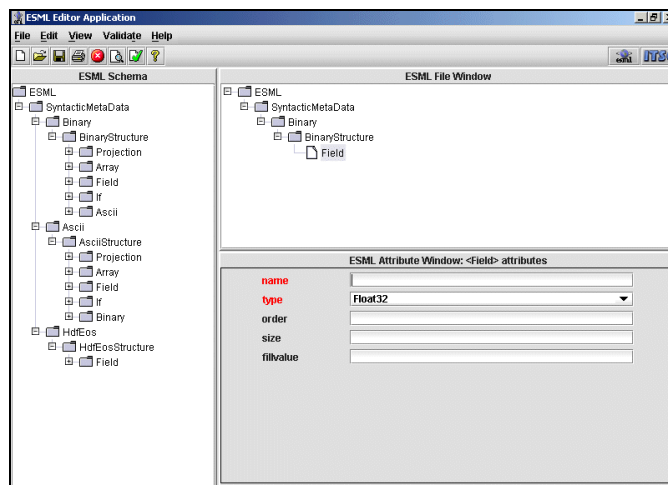 ESML Editor Application
File Edit View Validate Help
esml ITSC
ESML Schema
ESML
SyntacticMetaData
Binary
BinaryStructure
Projection
Array
Field
If
Ascii
Ascii
AsciiStructure
Projection
Array
Field
If
Binary
HdfEos
HdfEosStructure
Field
ESML File Window
ESML
SyntacticMetaData
Binary
BinaryStructure
Field
ESML Attribute Window: <Field> attributes
name
type Float32
order
size
fillvalue